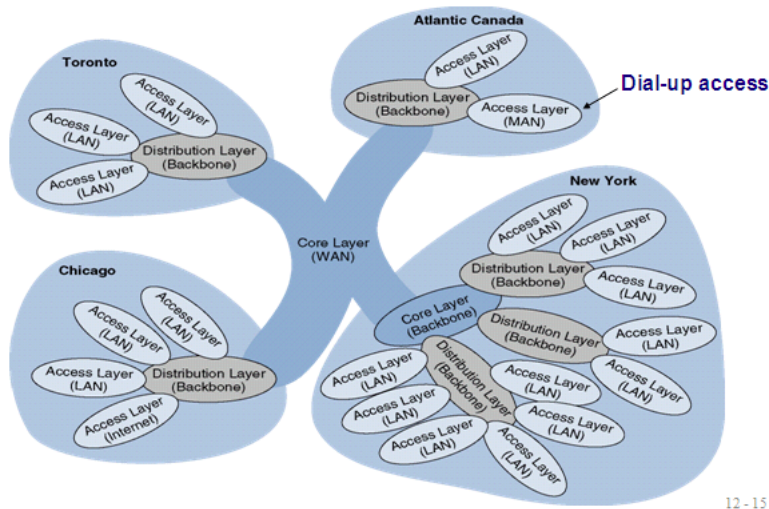 Atlantic Canada
Access Layer
(LAN)
Distribution Layer
(Backbone)
Access Layer
(MAN)
Dial-up access
Toronto
Access Layer
(LAN)
Access Layer
(LAN)
Distribution Layer
(Backbone)
Access Layer
(LAN)
Core Layer
(WAN)
Chicago
Access Layer
(LAN)
Access Layer
(LAN)
Access Layer
(LAN)
Distribution Layer
(Backbone)
Access Layer
(Internet)
New York
Access Layer
(LAN)
Access Layer
(LAN)
Distribution Layer
(Backbone)
Access Layer
(LAN)
Core Layer
(Backbone)
Distribution Layer
(Backbone)
Access Layer
(LAN)
Access Layer
(LAN)
Distribution Layer
(Backbone)
Access Layer
(LAN)
Access Layer
(LAN)
Access Layer
(LAN)
Access Layer
(LAN)
Access Layer
(LAN)
Access Layer
(LAN)
12 - 15